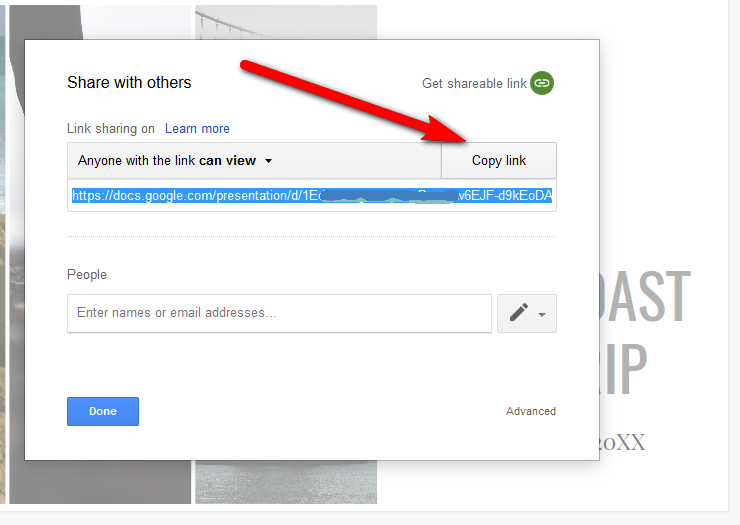 Share with others
Get shareable link
Link sharing on Learn more
Anyone with the link can view
Copy link
https://docs.google.com/presentation/d/1E v6EJF-d9kEoDA
People
Enter names or email addresses...
Done
Advanced
OAST
RIP
20XX